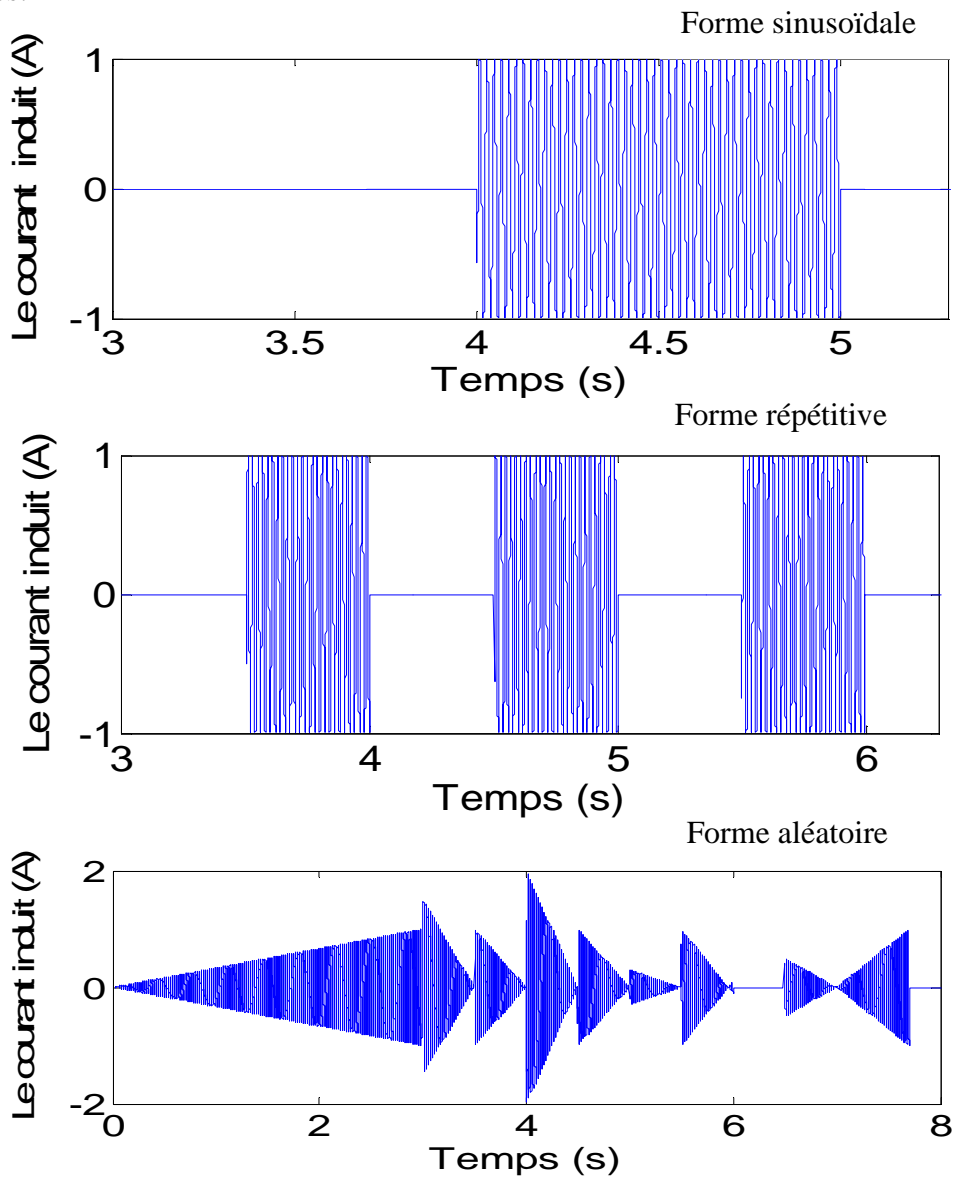 Forme sinusoïdale
Le courant induit (A)
1
0
-1
3
3.5
4
4.5
5
Temps (s)
Forme répétitive
Le courant induit (A)
1
0
-1
3
4
5
6
Temps (s)
Forme aléatoire
Le courant induit (A)
2
0
-2
0
2
4
6
8
Temps (s)